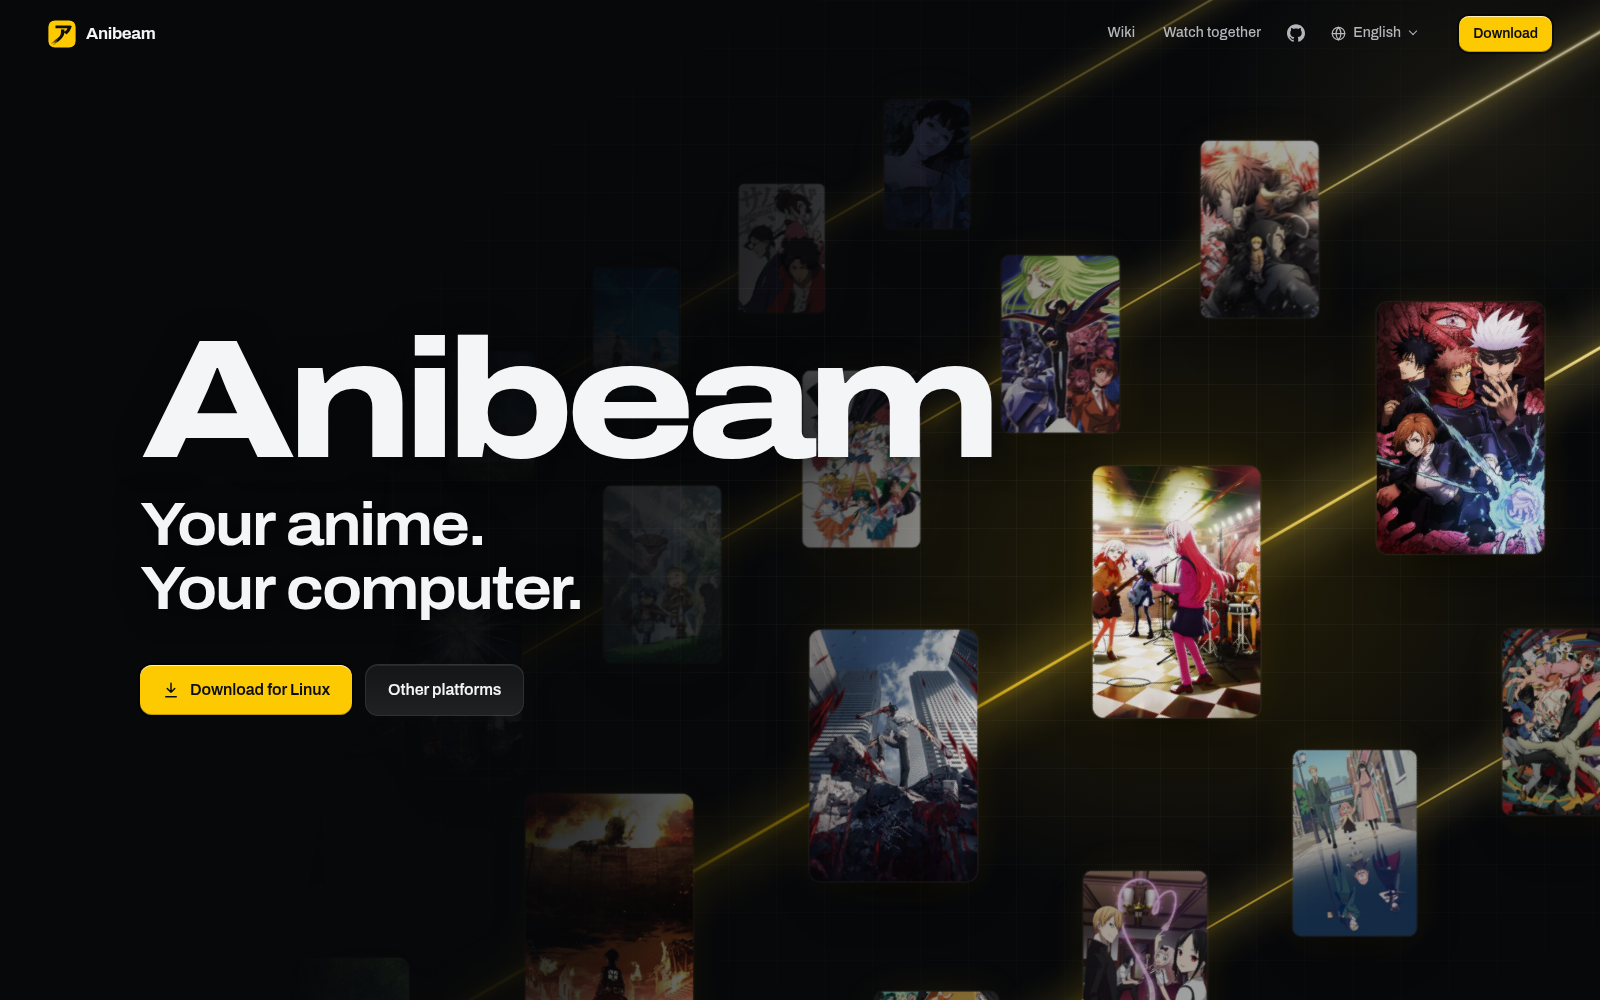 Anibeam
Wiki
Watch together
English
Download
Anibeam
Your anime.
Your computer.
Download for Linux
Other platforms